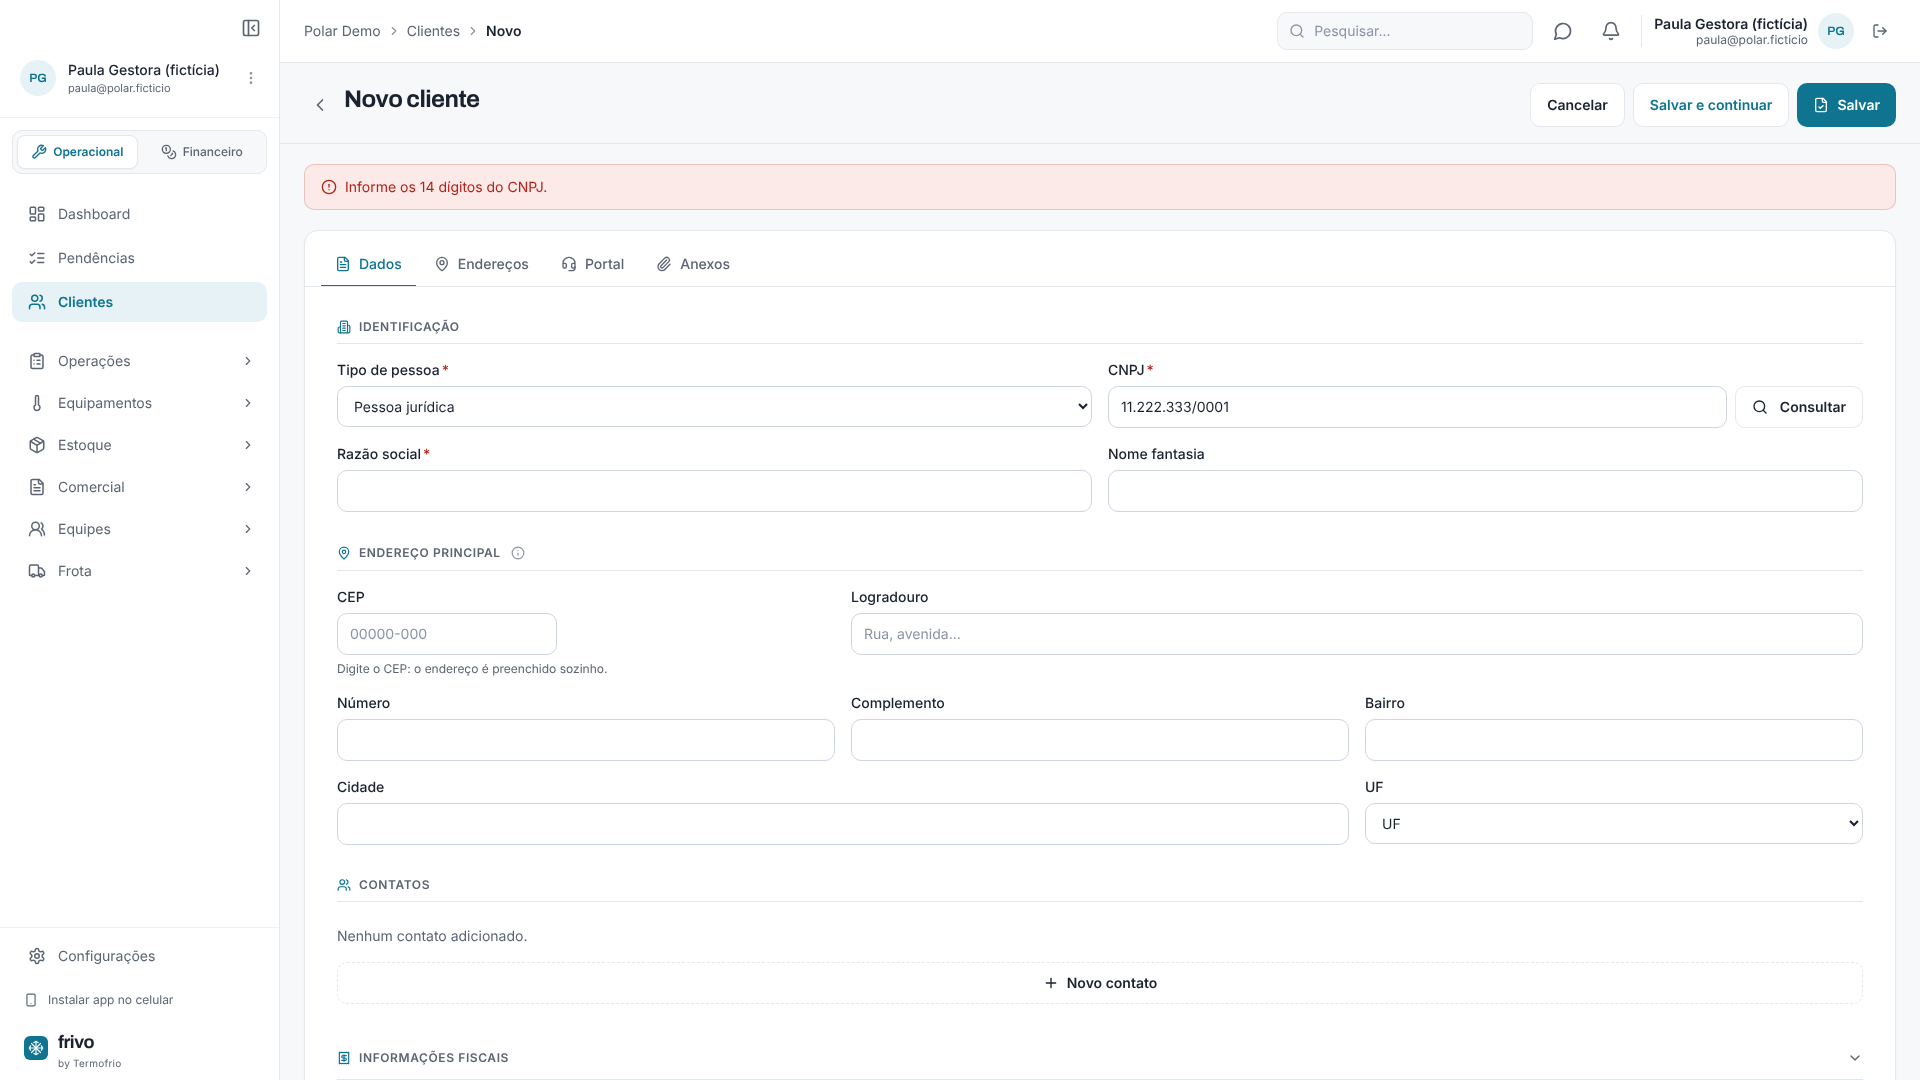 PG
Paula Gestora (fictícia)
paula@polar.ficticio
Operacional
Financeiro
Dashboard
Pendências
Clientes
Operações
Equipamentos
Estoque
Comercial
Equipes
Frota
Configurações
Instalar app no celular
frivo
by Termofrio
Polar Demo
Clientes
Novo
Pesquisar...
Paula Gestora (fictícia)
paula@polar.ficticio
PG
Novo cliente
Cancelar
Salvar e continuar
Salvar
Informe os 14 dígitos do CNPJ.
Dados
Endereços
Portal
Anexos
IDENTIFICAÇÃO
Tipo de pessoa*
Pessoa jurídica
CNPJ*
11.222.333/0001
Consultar
Razão social*
Nome fantasia
ENDEREÇO PRINCIPAL
CEP
00000-000
Digite o CEP: o endereço é preenchido sozinho.
Logradouro
Rua, avenida...
Número
Complemento
Bairro
Cidade
UF
UF
CONTATOS
Nenhum contato adicionado.
Novo contato
INFORMAÇÕES FISCAIS